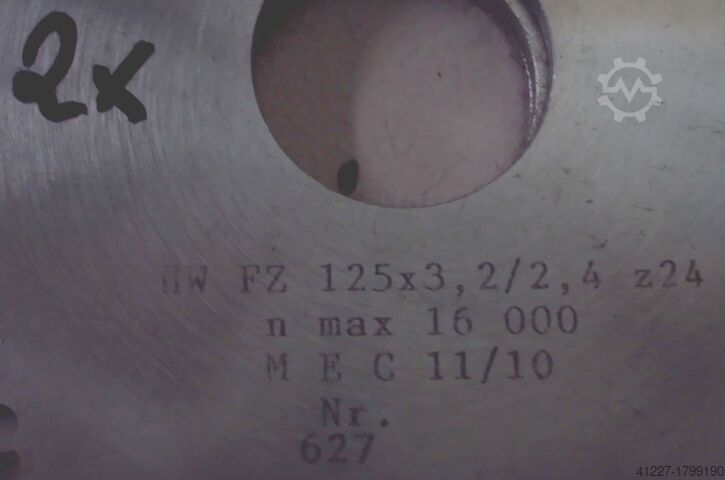 2x
HW FZ 125x3,2/2,4 z24
n max 16 000
M E C 11/10
Nr.
627
41227-1799190